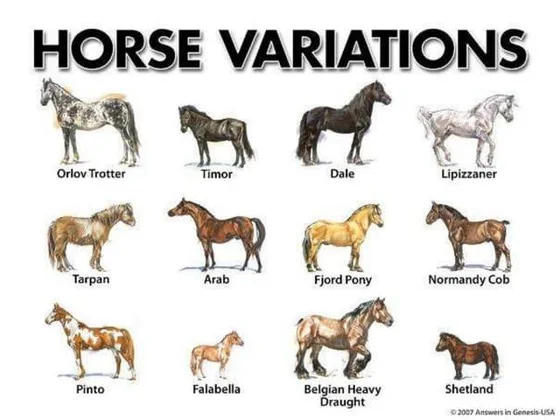 HORSE VARIATIONS
Orlov Trotter
Timor
Dale
Lipizzaner
Tarpan
Arab
Fjord Pony
Normandy Cob
Pinto
Falabella
Belgian Heavy
Draught
Shetland
© 2007 Answers in Genesis-USA